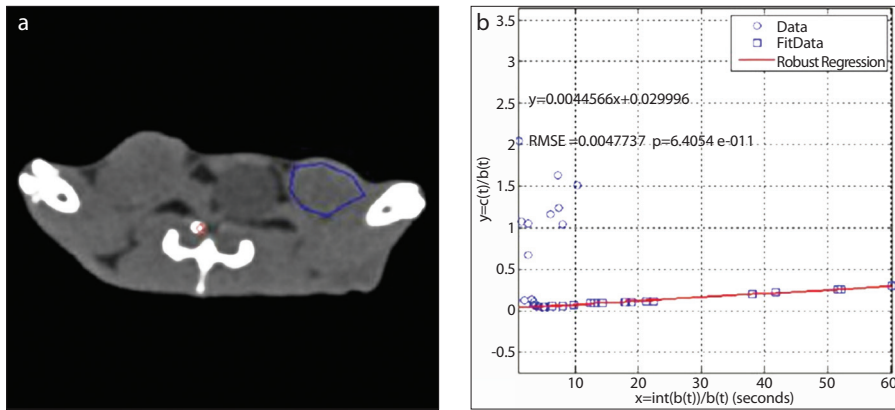 a
b
3.5
3
2.5
2
1.5
1
0.5
0
-0.5
y=c(t)/b(t)
Data
FitData
Robust Regression
y=0.0044566x+0.029996
RMSE =0.0047737 p=6.4054 e-011
10
20
30
40
50
60
x=int(b(t))/b(t) (seconds)